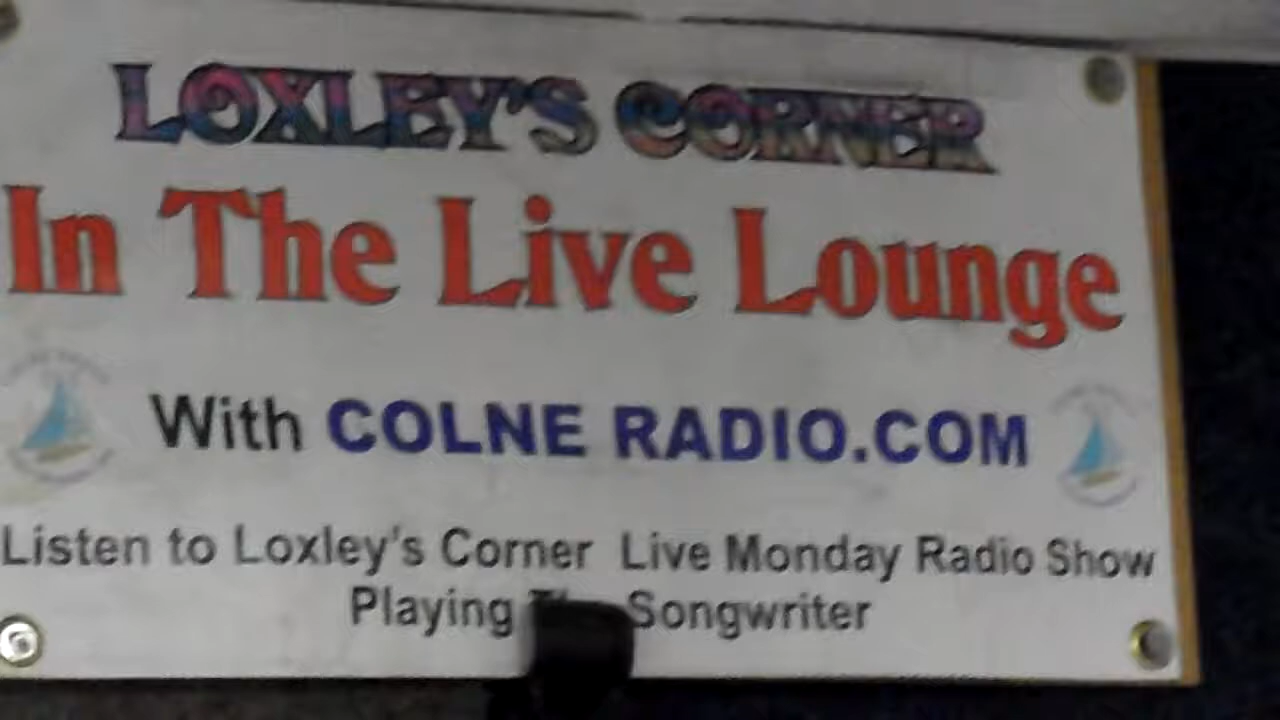 LOXLEY'S CORNER
In The Live Lounge
With COLNE RADIO.COM
Listen to Loxley's Corner Live Monday Radio Show
Playing Songwriter